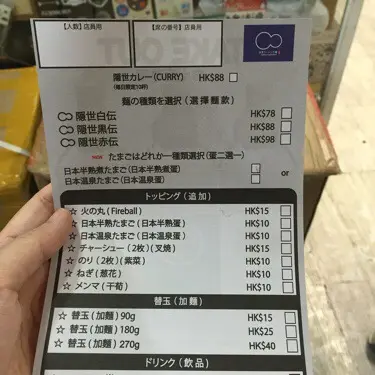 【人数】店員用
【席の番号】店員用
隠世カレー(CURRY) HK$88
(毎日限定10杯)
麺の種類を選択 (選擇麵款)
隠世白伝 HK$78
隠世黒伝 HK$88
隠世赤伝 HK$98
たまごはどれか一種類選択(蛋二選一)
日本半熟煮たまご(日本半熟煮蛋)
or
日本温泉たまご(日本温泉蛋)
トッピング (追加)
☆ 火の丸 ( Fireball ) HK$15
☆ 日本半熟たまご (日本半熟蛋) HK$10
☆ 日本温泉たまご (日本温泉蛋) HK$10
☆ チャーシュー (2枚) (叉焼) HK$15
☆ のり (2枚) (紫菜) HK$10
☆ ねぎ (葱花) HK$10
☆ メンマ (干荀) HK$10
替玉 (加麵)
☆ 替玉 (加麵) 90g HK$15
☆ 替玉 (加麵) 180g HK$25
☆ 替玉 (加麵) 270g HK$40
ドリンク (飲品)